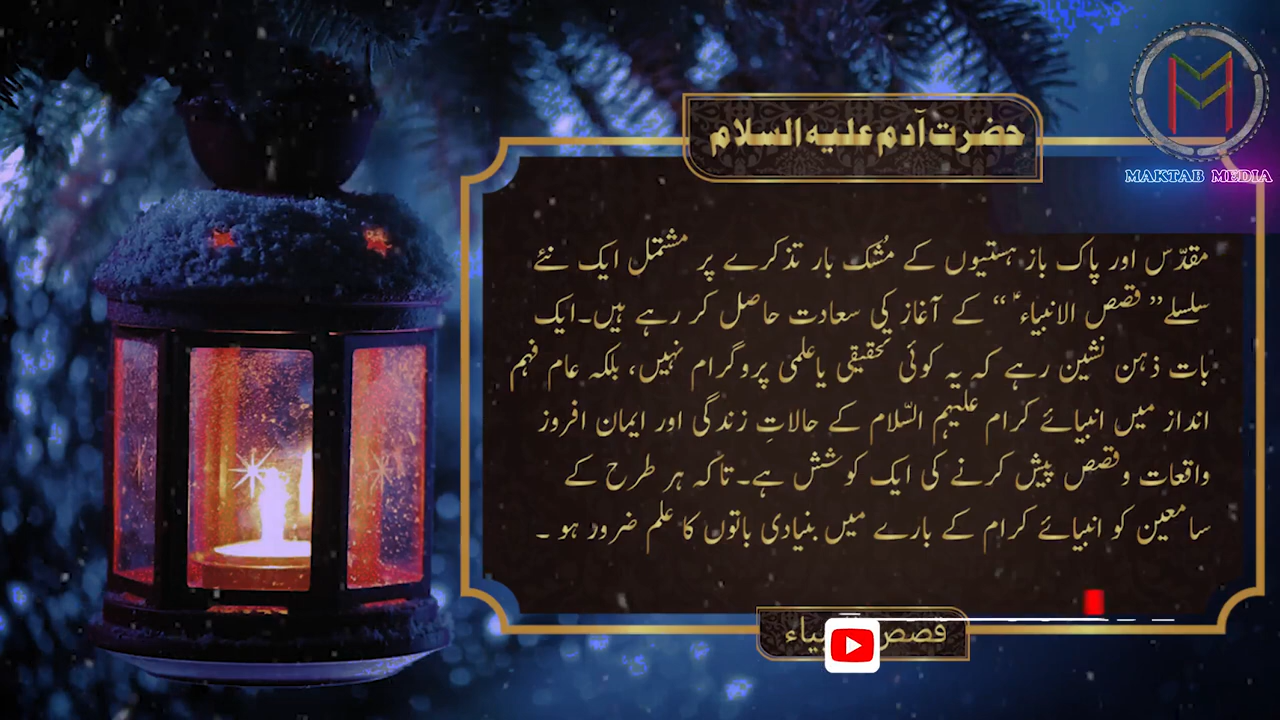 MAKTAB MEDIA
حضرت آدم علیہ السلام
مقدّس اور پاک باز ہستیوں کے مُشک بار تذکرے پر مشتمل ایک نئے
سلسلے” قصص الانبیاءؑ “ کے آغاز کی سعادت حاصل کر رہے ہیں۔ایک
بات ذہن نشین رہے کہ یہ کوئی تحقیقی یاعلمی پروگرام نہیں، بلکہ عام فہم
انداز میں انبیائے کرام علیہم السّلام کے حالاتِ زندگی اور ایمان افروز
واقعات و قصص پیش کرنے کی ایک کوشش ہے۔تاکہ ہر طرح کے
سامعین کو انبیائے کرام کے بارے میں بنیادی باتوں کا علم ضرور ہو ۔
قصص